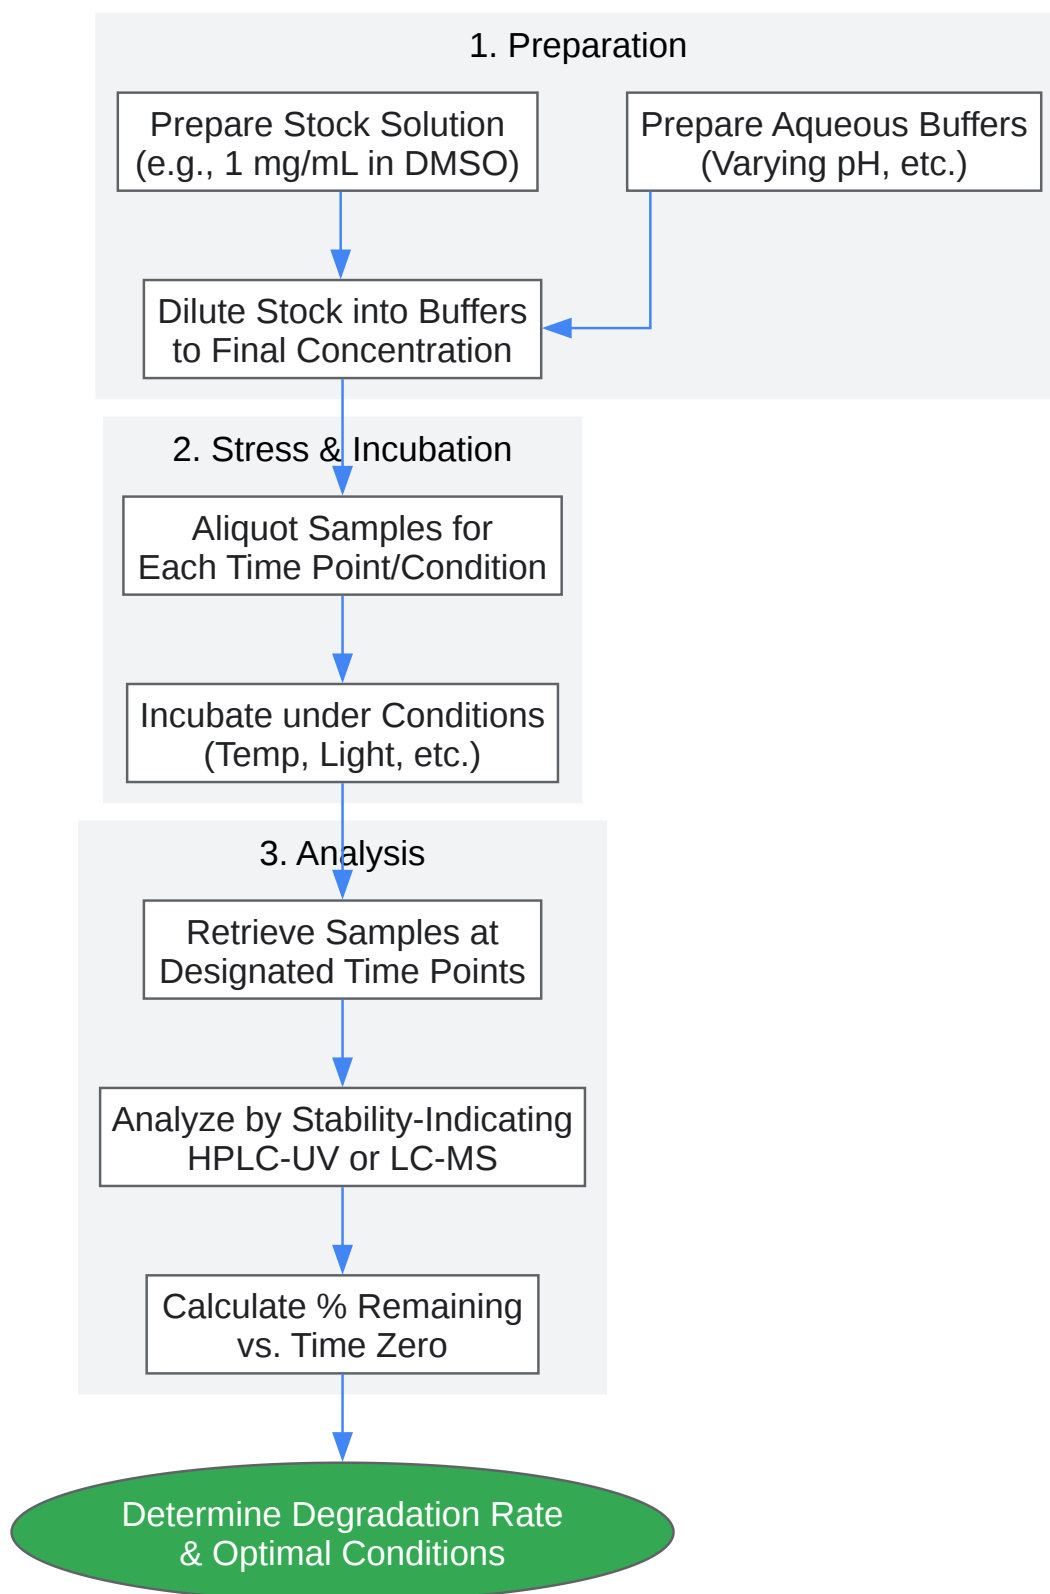 1. Preparation
Prepare Stock Solution
(e.g., 1 mg/mL in DMSO)
Prepare Aqueous Buffers
(Varying pH, etc.)
Dilute Stock into Buffers
to Final Concentration
2. Stress & Incubation
Aliquot Samples for
Each Time Point/Condition
Incubate under Conditions
(Temp, Light, etc.)
3. Analysis
Retrieve Samples at
Designated Time Points
Analyze by Stability-Indicating
HPLC-UV or LC-MS
Calculate % Remaining
vs. Time Zero
Determine Degradation Rate
& Optimal Conditions